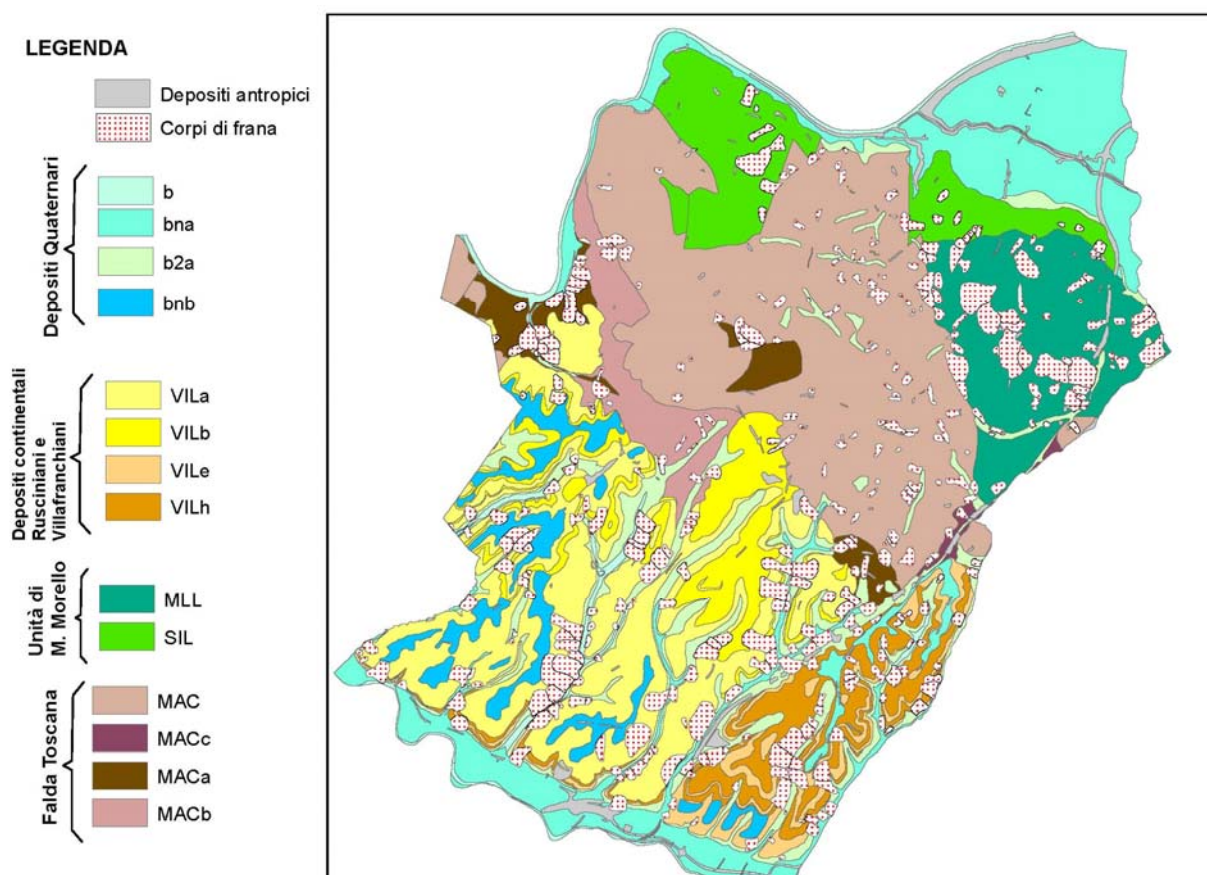 LEGENDA
Depositi antropici
Corpi di frana
Depositi Quaternari
b
bna
b2a
bnb
Depositi continentali
Rusciniani e
Villafranchiani
VILa
VILb
VILe
VILh
Unità di
M. Morello
MLL
SIL
Falda Toscana
MAC
MACc
MACa
MACb